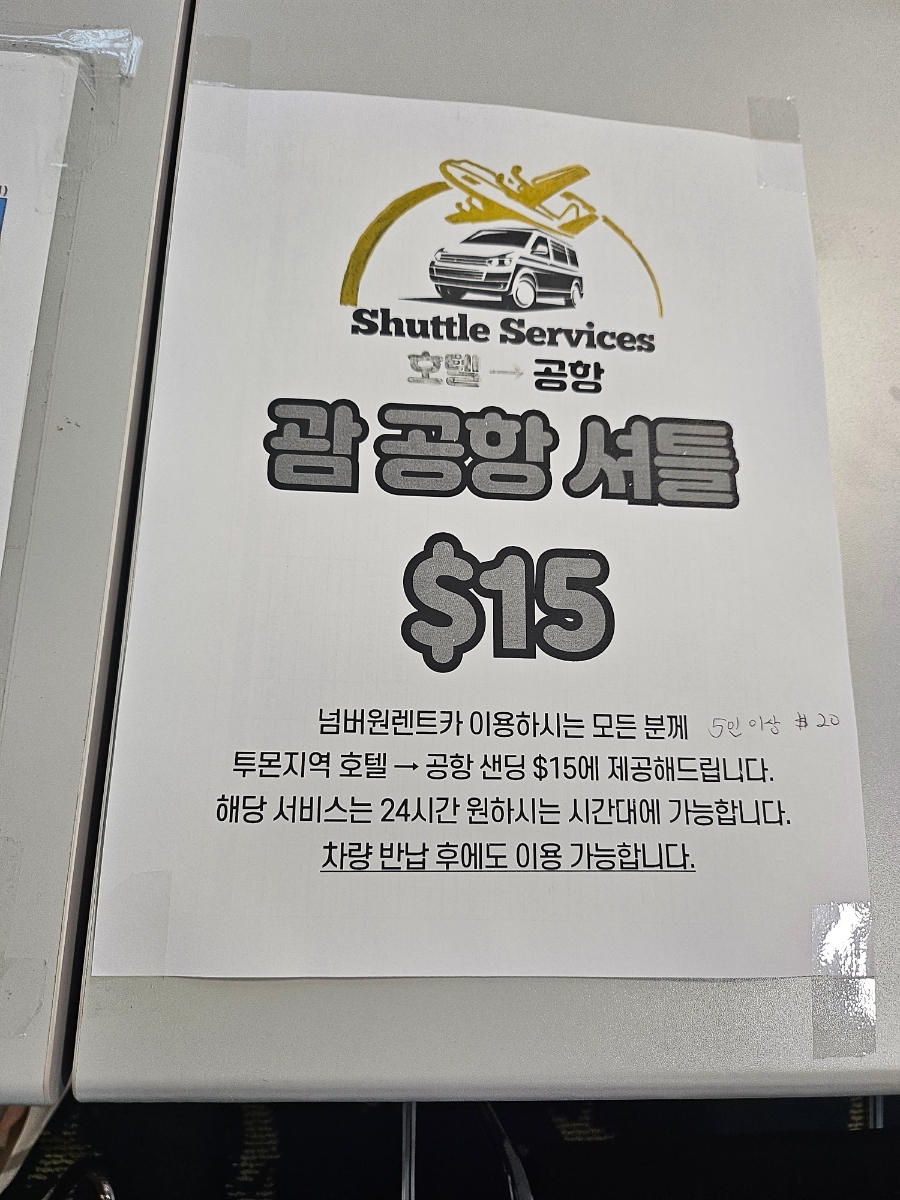 Shuttle Services
호텔 → 공항
괌 공항 셔틀
$15
넘버원렌트카 이용하시는 모든 분께 5인 이상 $20
투몬지역 호텔 → 공항 샌딩 $15에 제공해드립니다.
해당 서비스는 24시간 원하시는 시간대에 가능합니다.
차량 반납 후에도 이용 가능합니다.